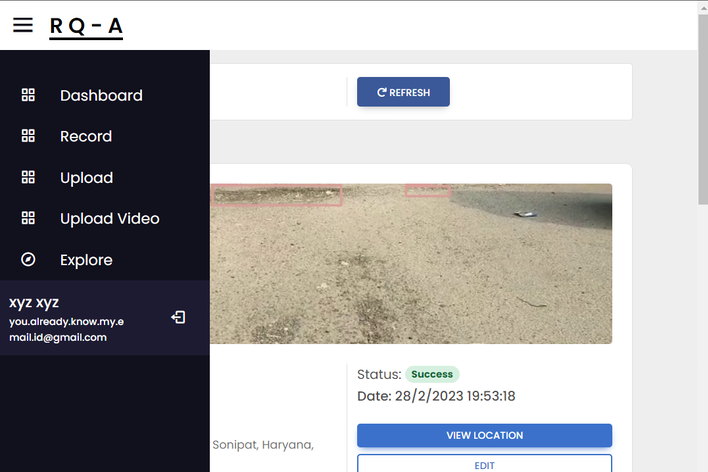 RQ-A
REFRESH
Dashboard
Record
Upload
Upload Video
Explore
xyz xyz
you.already.know.my.e
mail.id@gmail.com
Status: Success
Date: 28/2/2023 19:53:18
Sonipat, Haryana,
VIEW LOCATION
EDIT